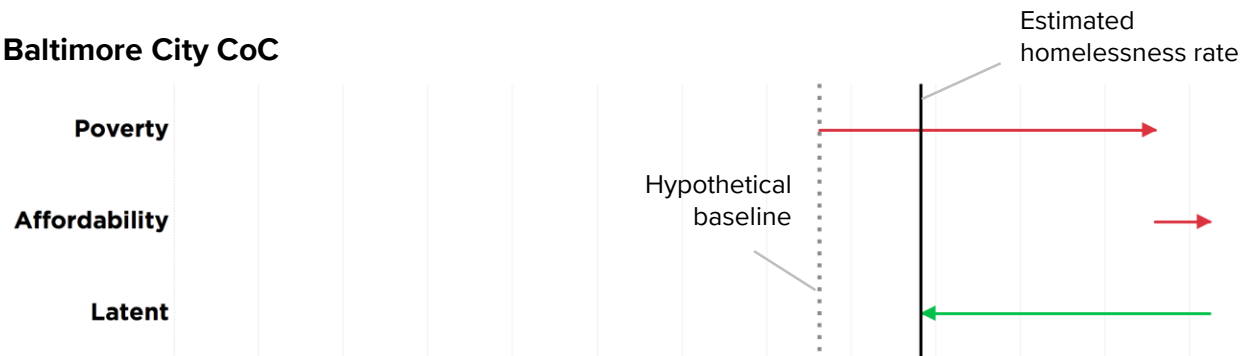 Baltimore City CoC
Estimated
homelessness rate
Poverty
Hypothetical
baseline
Affordability
Latent